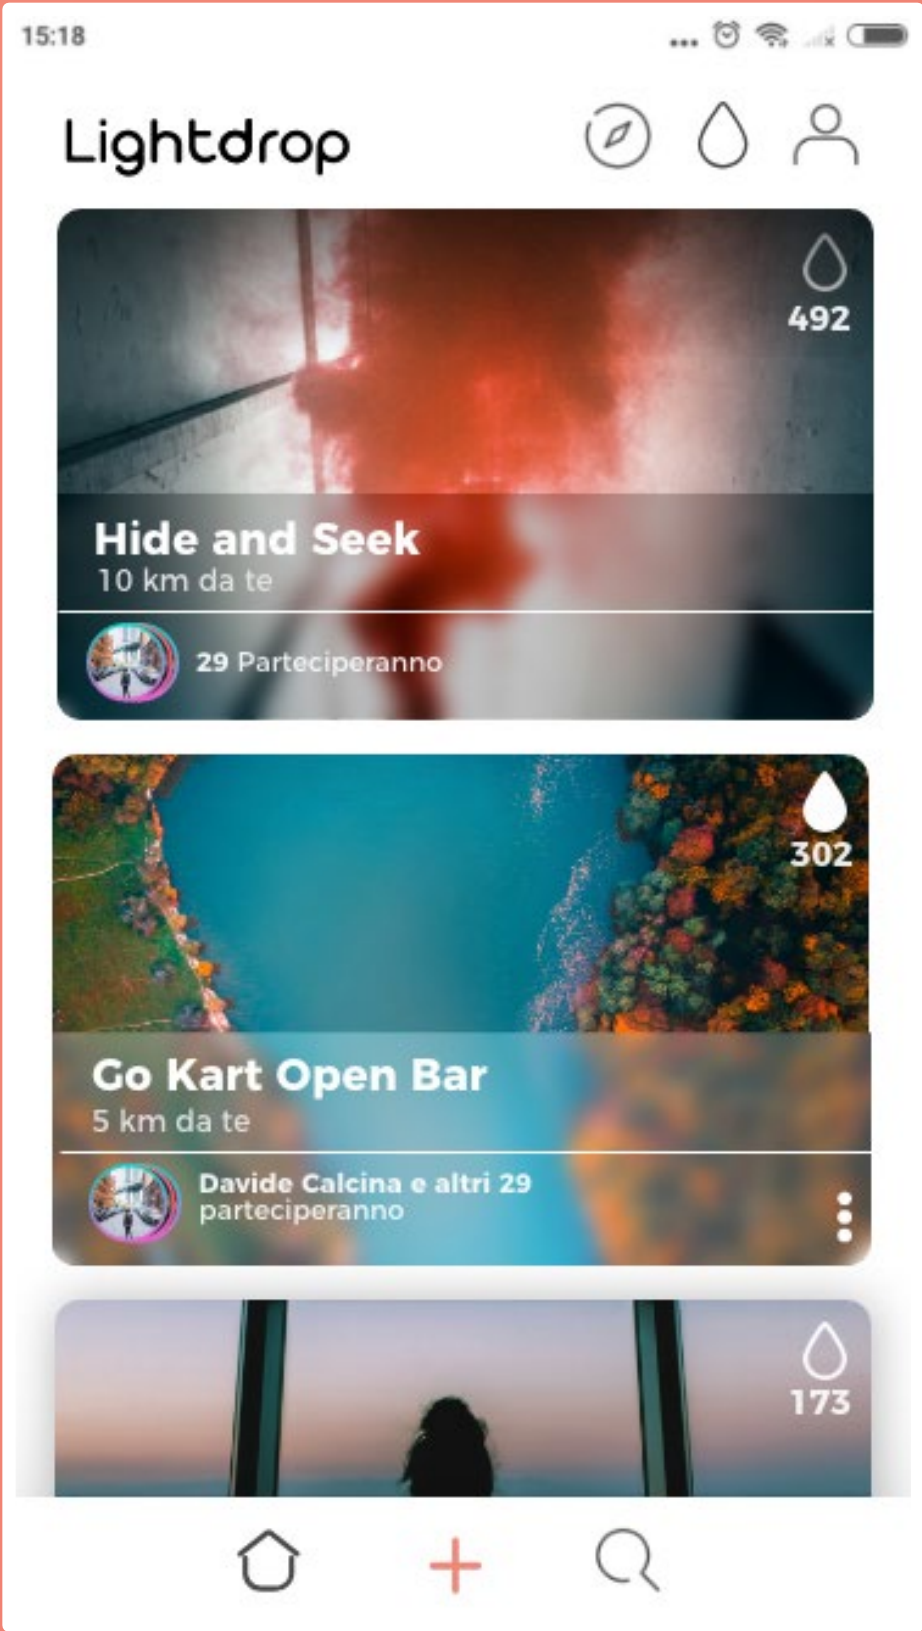 15:18
Lightdrop
492
Hide and Seek
10 km da te
29 Parteciperanno
302
Go Kart Open Bar
5 km da te
Davide Calcina e altri 29
parteciperanno
173